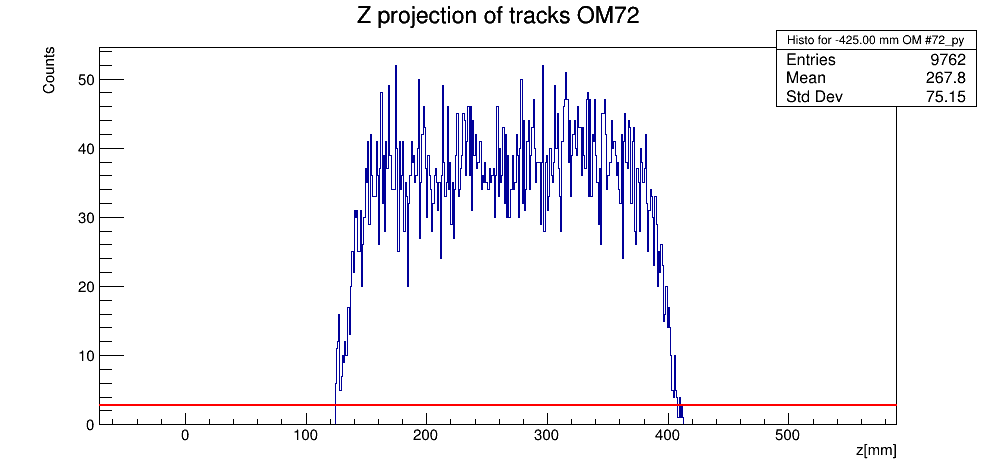 Z projection of tracks OM72
Histo for -425.00 mm OM #72_py
Entries 9762
Mean 267.8
Std Dev 75.15
Counts
50
40
30
20
10
0
0 100 200 300 400 500
z[mm]